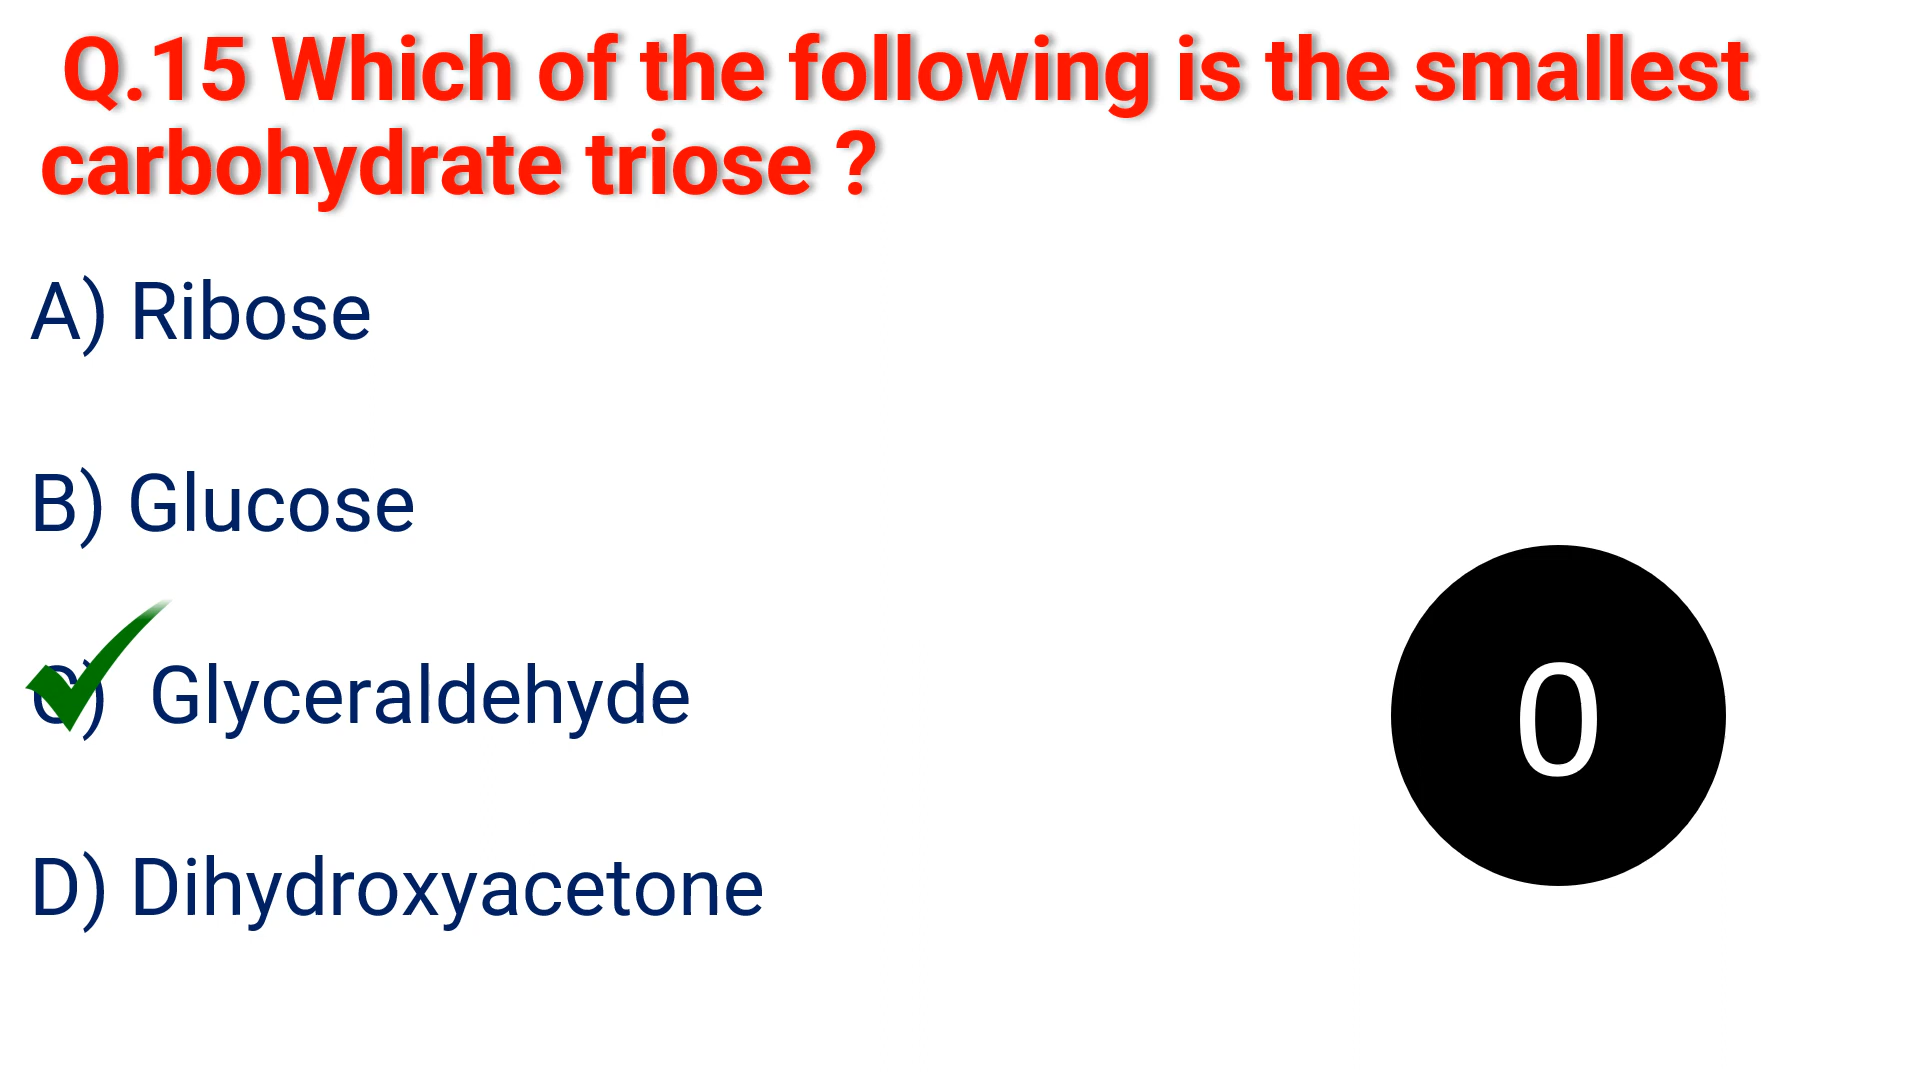 Q.15 Which of the following is the smallest
carbohydrate triose ?
A) Ribose
B) Glucose
C) Glyceraldehyde
0
D) Dihydroxyacetone